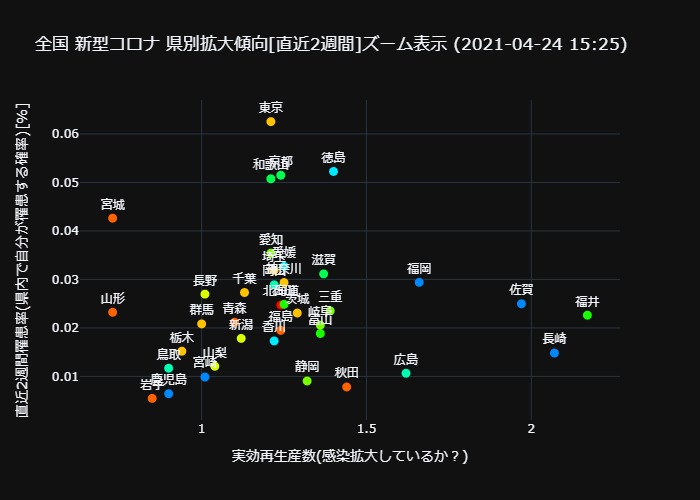 全国 新型コロナ 県別拡大傾向[直近2週間]ズーム表示 (2021-04-24 15:25)
直近2週間罹患率(県内で自分が罹患する確率)[%]
0.06
0.05
0.04
0.03
0.02
0.01
東京
和歌山
京都
徳島
宮城
愛知
愛媛
埼玉
神奈川
滋賀
福岡
長野
千葉
佐賀
山形
群馬
青森
茨城
三重
福井
福島
岐阜
富山
新潟
香川
栃木
長崎
鳥取
山梨
宮崎
静岡
秋田
広島
岩手
鹿児島
1
1.5
2
実効再生産数(感染拡大しているか？)